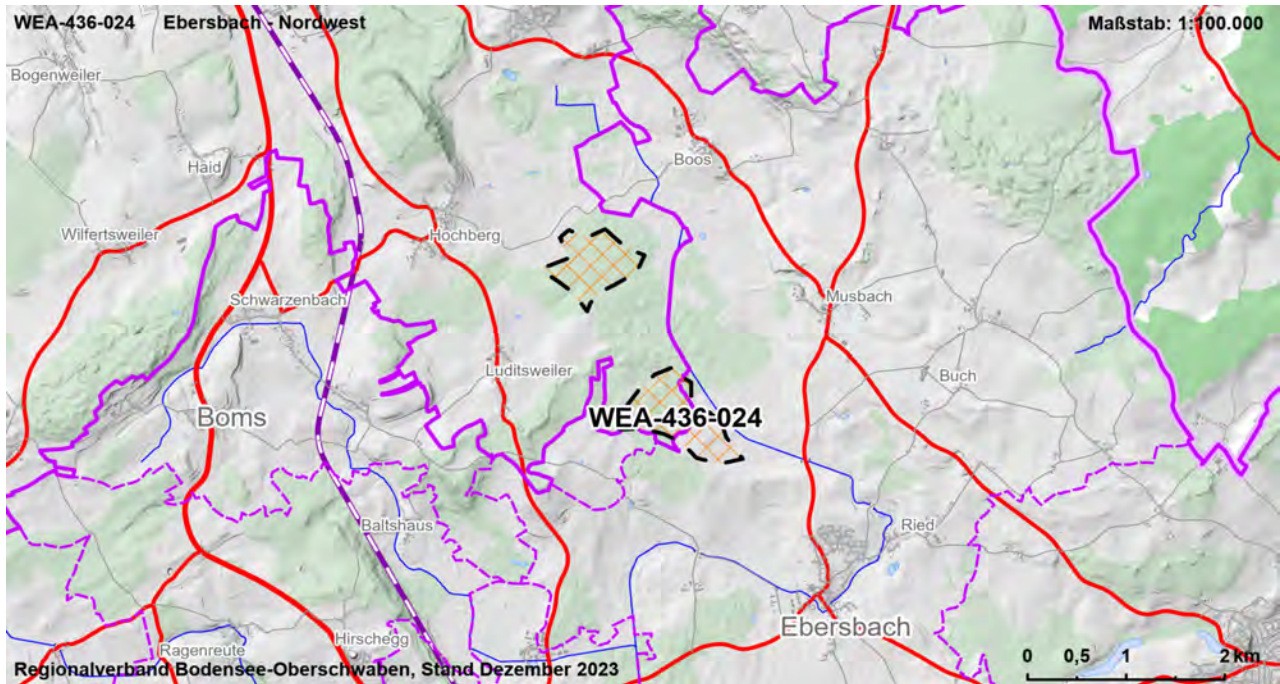 WEA-436-024 Ebersbach - Nordwest Maßstab: 1:100.000
Bogenweiler
Boos
Haid
Wilfertsweiler
Hochberg
Schwarzenbach
Musbach
Luditsweiler
Buch
Boms
WEA-436-024
Baltshaus
Ried
Ebersbach
Hirschegg
Ragenreute
0 0,5 1 2 km
Regionalverband Bodensee-Oberschwaben, Stand Dezember 2023